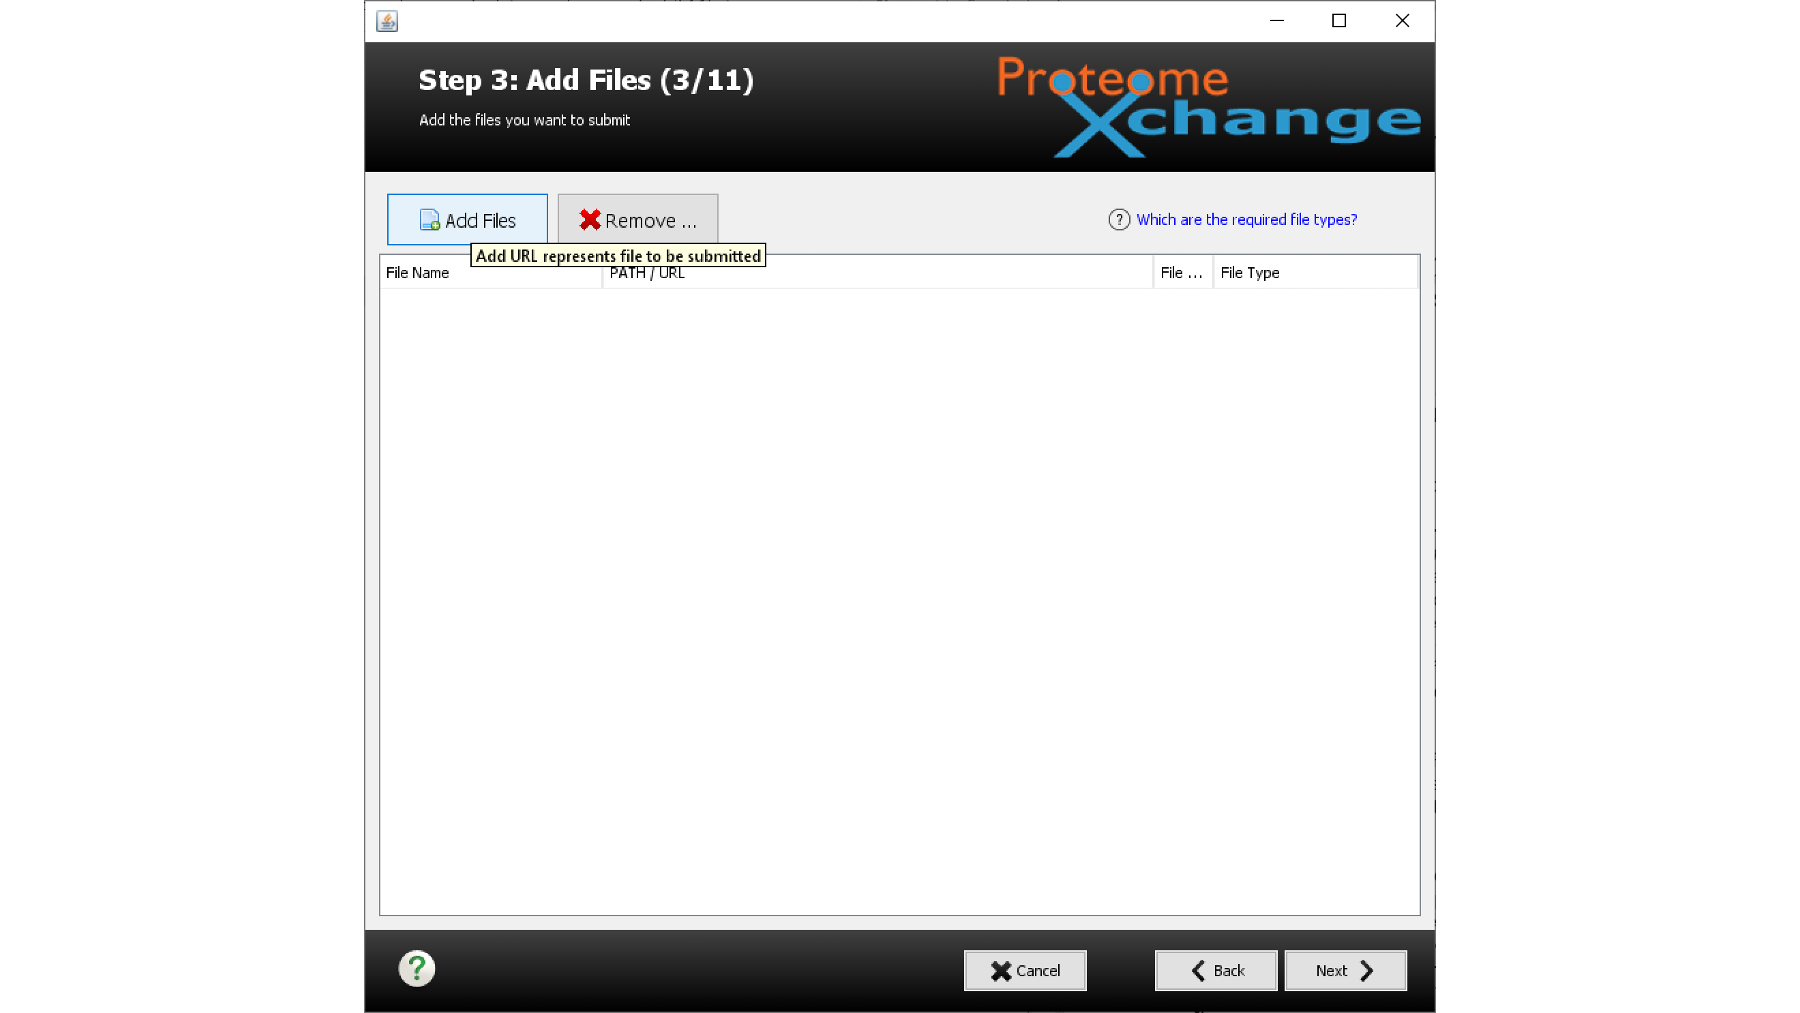 Step 3: Add Files (3/11)
Add the files you want to submit
Proteome
Xchange
Add Files
Remove ...
? Which are the required file types?
Add URL represents file to be submitted
File Name
PATH / URL
File ...
File Type
?
Cancel
Back
Next